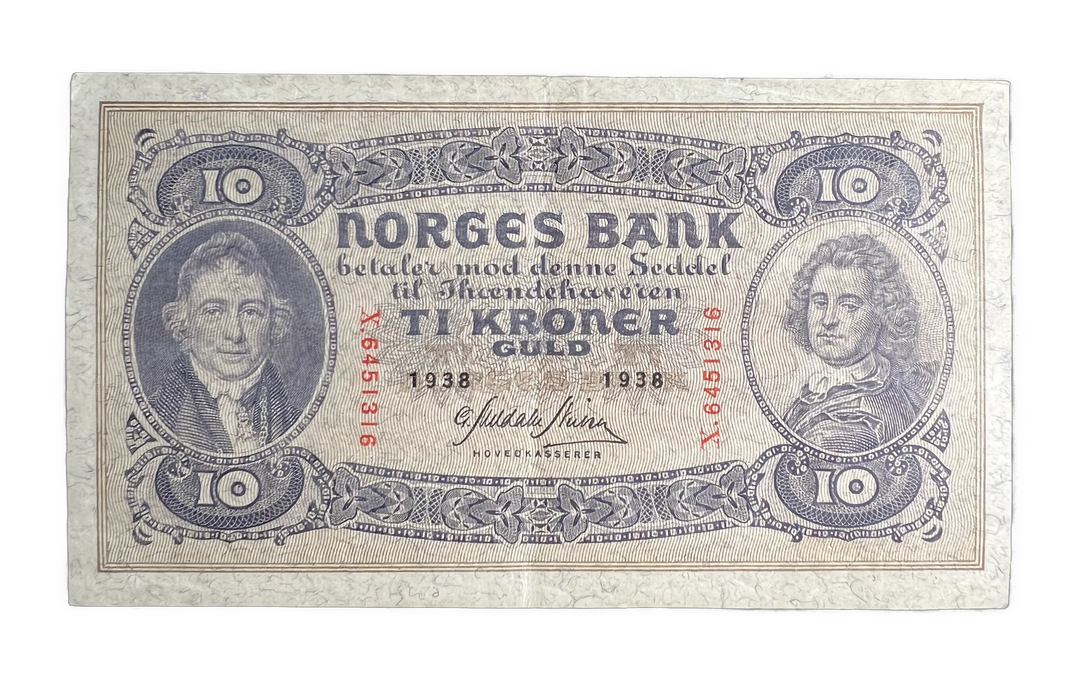 10 10
NORGES BANK
betaler mod denne Seddel
til Ihændehaveren
TI KRONER
GULD
X.6451316
X.6451316
1938 1938
HOVEDKASSERER
10 10